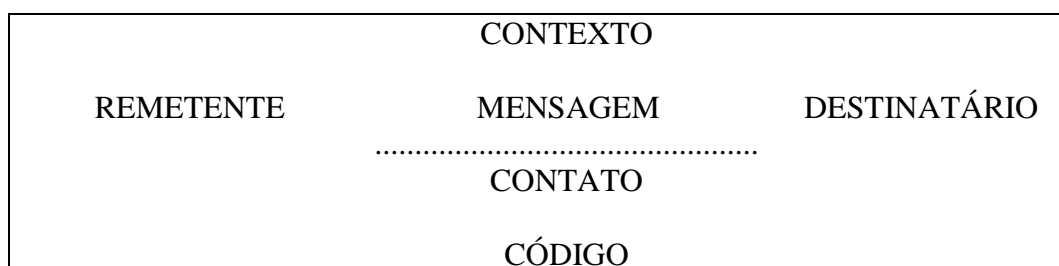 CONTEXTO
REMETENTE MENSAGEM DESTINATÁRIO
................................................
CONTATO
CÓDIGO